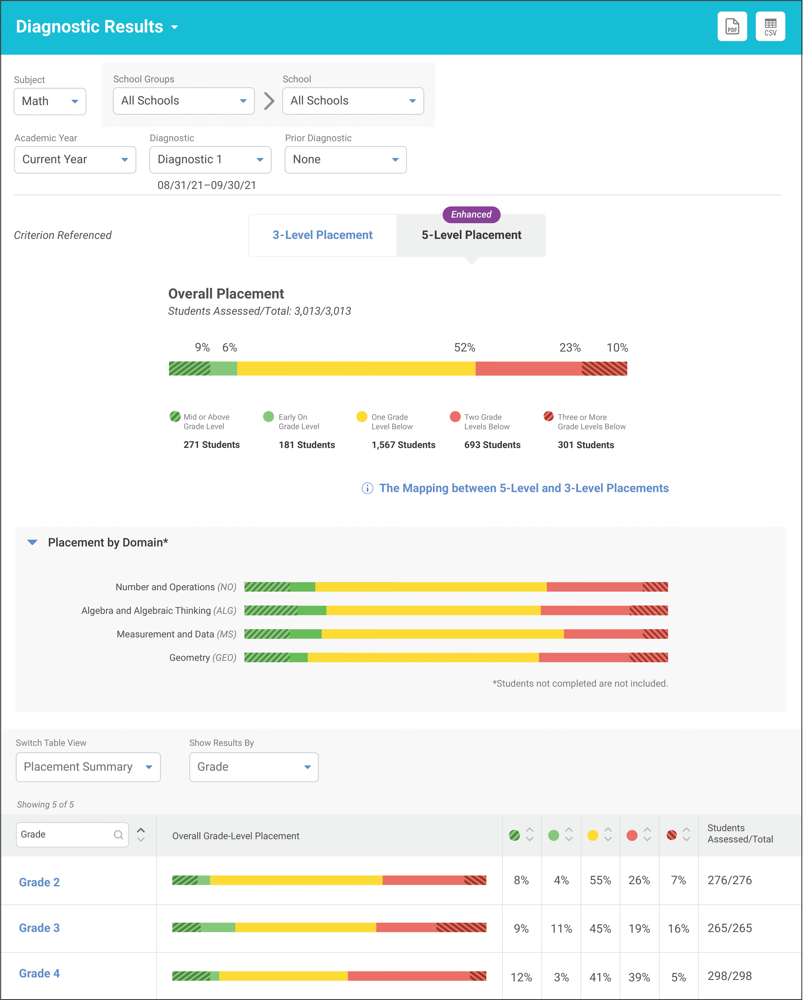 Diagnostic Results
PDF
CSV
Subject
School Groups
School
Math
All Schools
All Schools
Academic Year
Diagnostic
Prior Diagnostic
Current Year
Diagnostic 1
None
08/31/21–09/30/21
Criterion Referenced
3-Level Placement
Enhanced
5-Level Placement
Overall Placement
Students Assessed/Total: 3,013/3,013
9% 6% 52% 23% 10%
Mid or Above
Grade Level
271 Students
Early On
Grade Level
181 Students
One Grade
Level Below
1,567 Students
Two Grade
Levels Below
693 Students
Three or More
Grade Levels Below
301 Students
The Mapping between 5-Level and 3-Level Placements
Placement by Domain*
Number and Operations (NO)
Algebra and Algebraic Thinking (ALG)
Measurement and Data (MS)
Geometry (GEO)
*Students not completed are not included.
Switch Table View
Show Results By
Placement Summary
Grade
Showing 5 of 5
Grade
Overall Grade-Level Placement
Students
Assessed/Total
Grade 2 8% 4% 55% 26% 7% 276/276
Grade 3 9% 11% 45% 19% 16% 265/265
Grade 4 12% 3% 41% 39% 5% 298/298